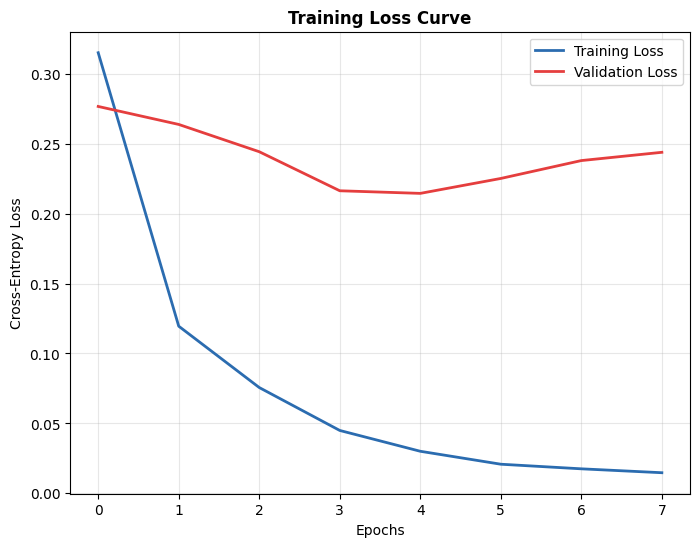 Training Loss Curve
Training Loss
Validation Loss
Cross-Entropy Loss
0.30
0.25
0.20
0.15
0.10
0.05
0.00
0 1 2 3 4 5 6 7
Epochs